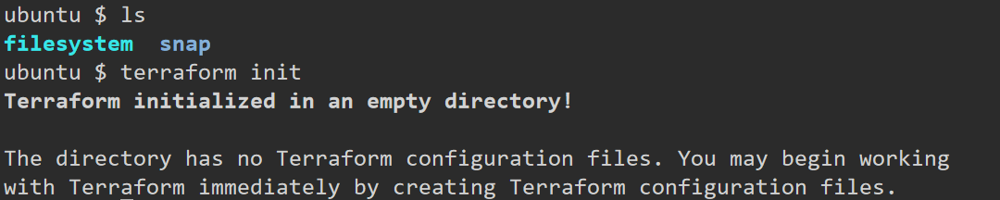 ubuntu $ ls
filesystem  snap
ubuntu $ terraform init
Terraform initialized in an empty directory!

The directory has no Terraform configuration files. You may begin working
with Terraform immediately by creating Terraform configuration files.